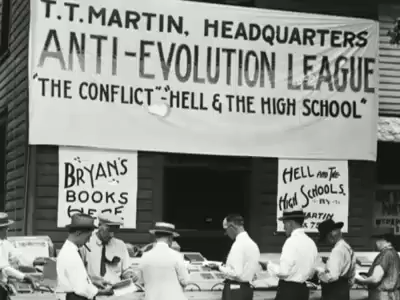 T.T. MARTIN, HEADQUARTERS
ANTI-EVOLUTION LEAGUE
"THE CONFLICT"-"HELL & THE HIGH SCHOOL"
BRYAN'S
BOOKS
HERE
HELL AND THE
HIGH SCHOOLS.
BY
MARTIN